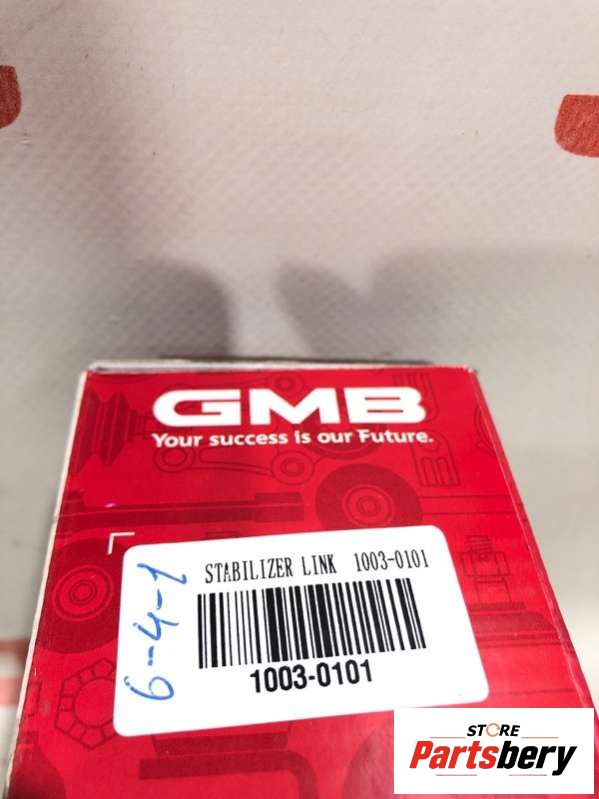 GMB
Your success is our Future.
6-4-1
STABILIZER LINK 1003-0101
1003-0101
STORE
Partsbery